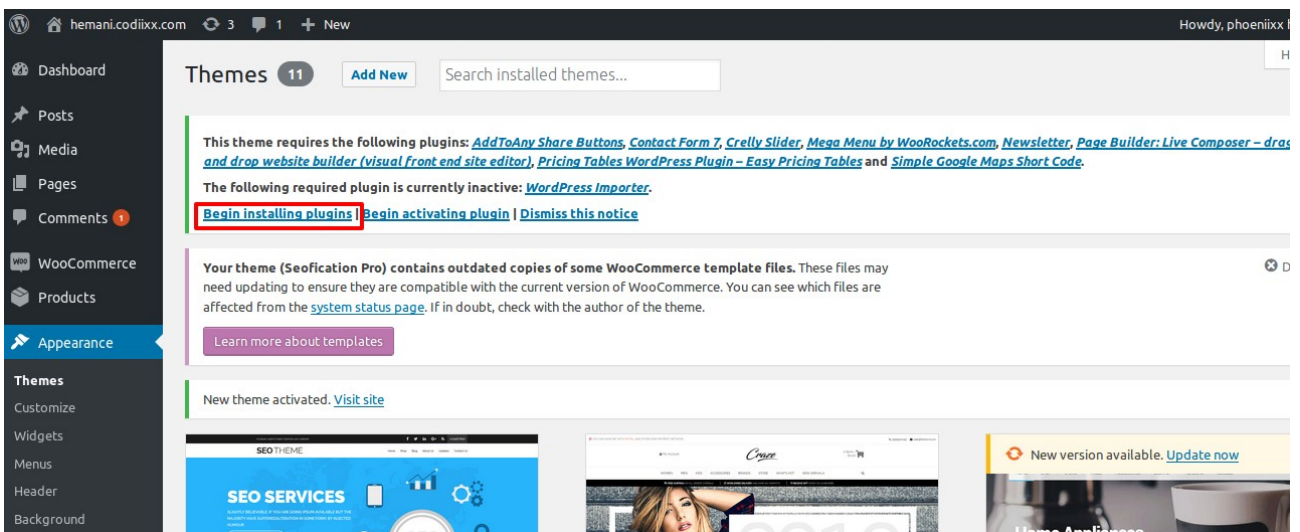 hemani.codiixx.com 3 1 + New
Howdy, phoeniixx
Dashboard
Posts
Media
Pages
Comments 1
WooCommerce
Products
Appearance
Themes
Customize
Widgets
Menus
Header
Background
Themes 11 Add New Search installed themes...
This theme requires the following plugins: AddToAny Share Buttons, Contact Form 7, Crelly Slider, Mega Menu by WooRockets.com, Newsletter, Page Builder: Live Composer – drag
and drop website builder (visual front end site editor), Pricing Tables WordPress Plugin – Easy Pricing Tables and Simple Google Maps Short Code.
The following required plugin is currently inactive: WordPress Importer.
Begin installing plugins | Begin activating plugin | Dismiss this notice
Your theme (Seofication Pro) contains outdated copies of some WooCommerce template files. These files may
need updating to ensure they are compatible with the current version of WooCommerce. You can see which files are
affected from the system status page. If in doubt, check with the author of the theme.
Learn more about templates
New theme activated. Visit site
SEO THEME
SEO SERVICES
Craze
New version available. Update now
Home Appliances